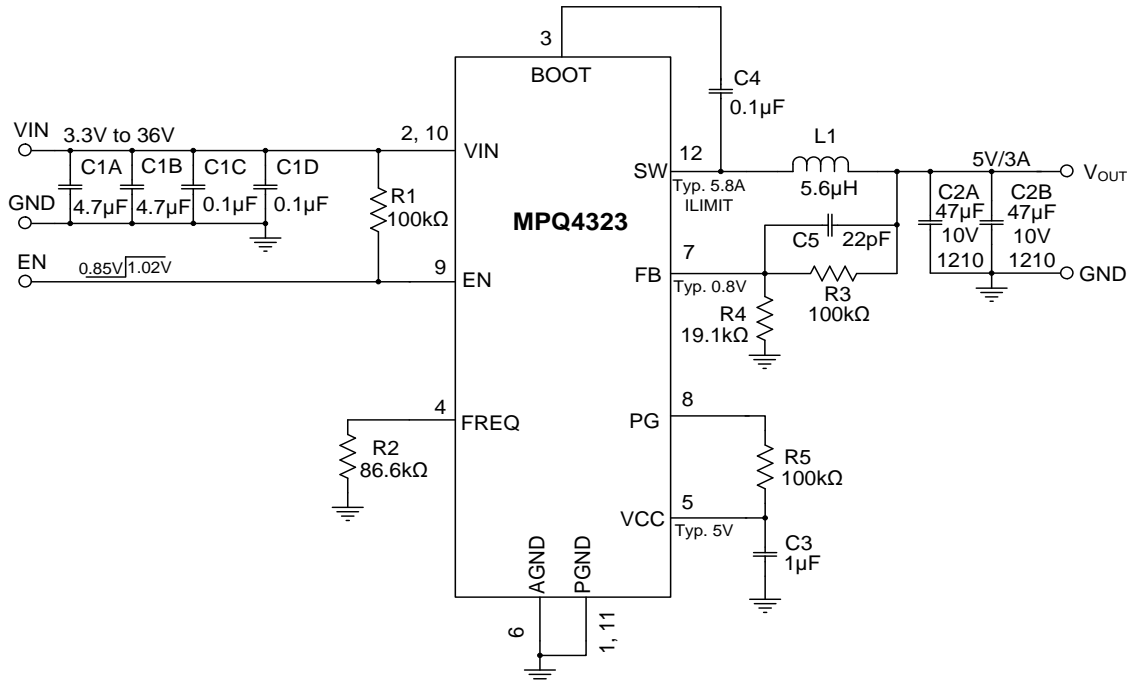 3
BOOT
C4
0.1µF
VIN
3.3V to 36V
2, 10
VIN
C1A
4.7µF
C1B
4.7µF
C1C
0.1µF
C1D
0.1µF
GND
R1
100kΩ
EN
0.85V
1.02V
9
EN
MPQ4323
12
SW
Typ. 5.8A
ILIMIT
L1
5.6µH
5V/3A
VOUT
C2A
47µF
10V
1210
C2B
47µF
10V
1210
GND
C5
22pF
7
FB
Typ. 0.8V
R3
100kΩ
R4
19.1kΩ
4
FREQ
R2
86.6kΩ
8
PG
R5
100kΩ
5
VCC
Typ. 5V
C3
1µF
AGND
PGND
6
1, 11